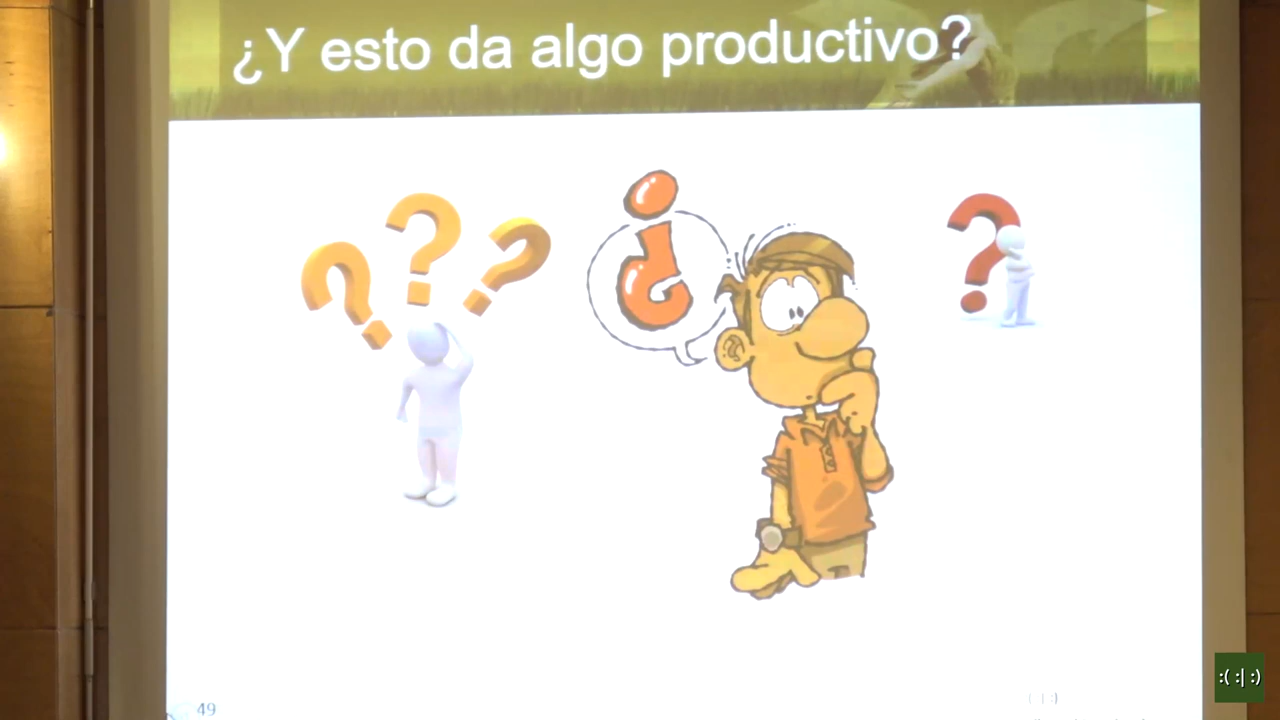 ¿Y esto da algo productivo?
? ? ?
¿
?
49
( | :)
:( :| :)